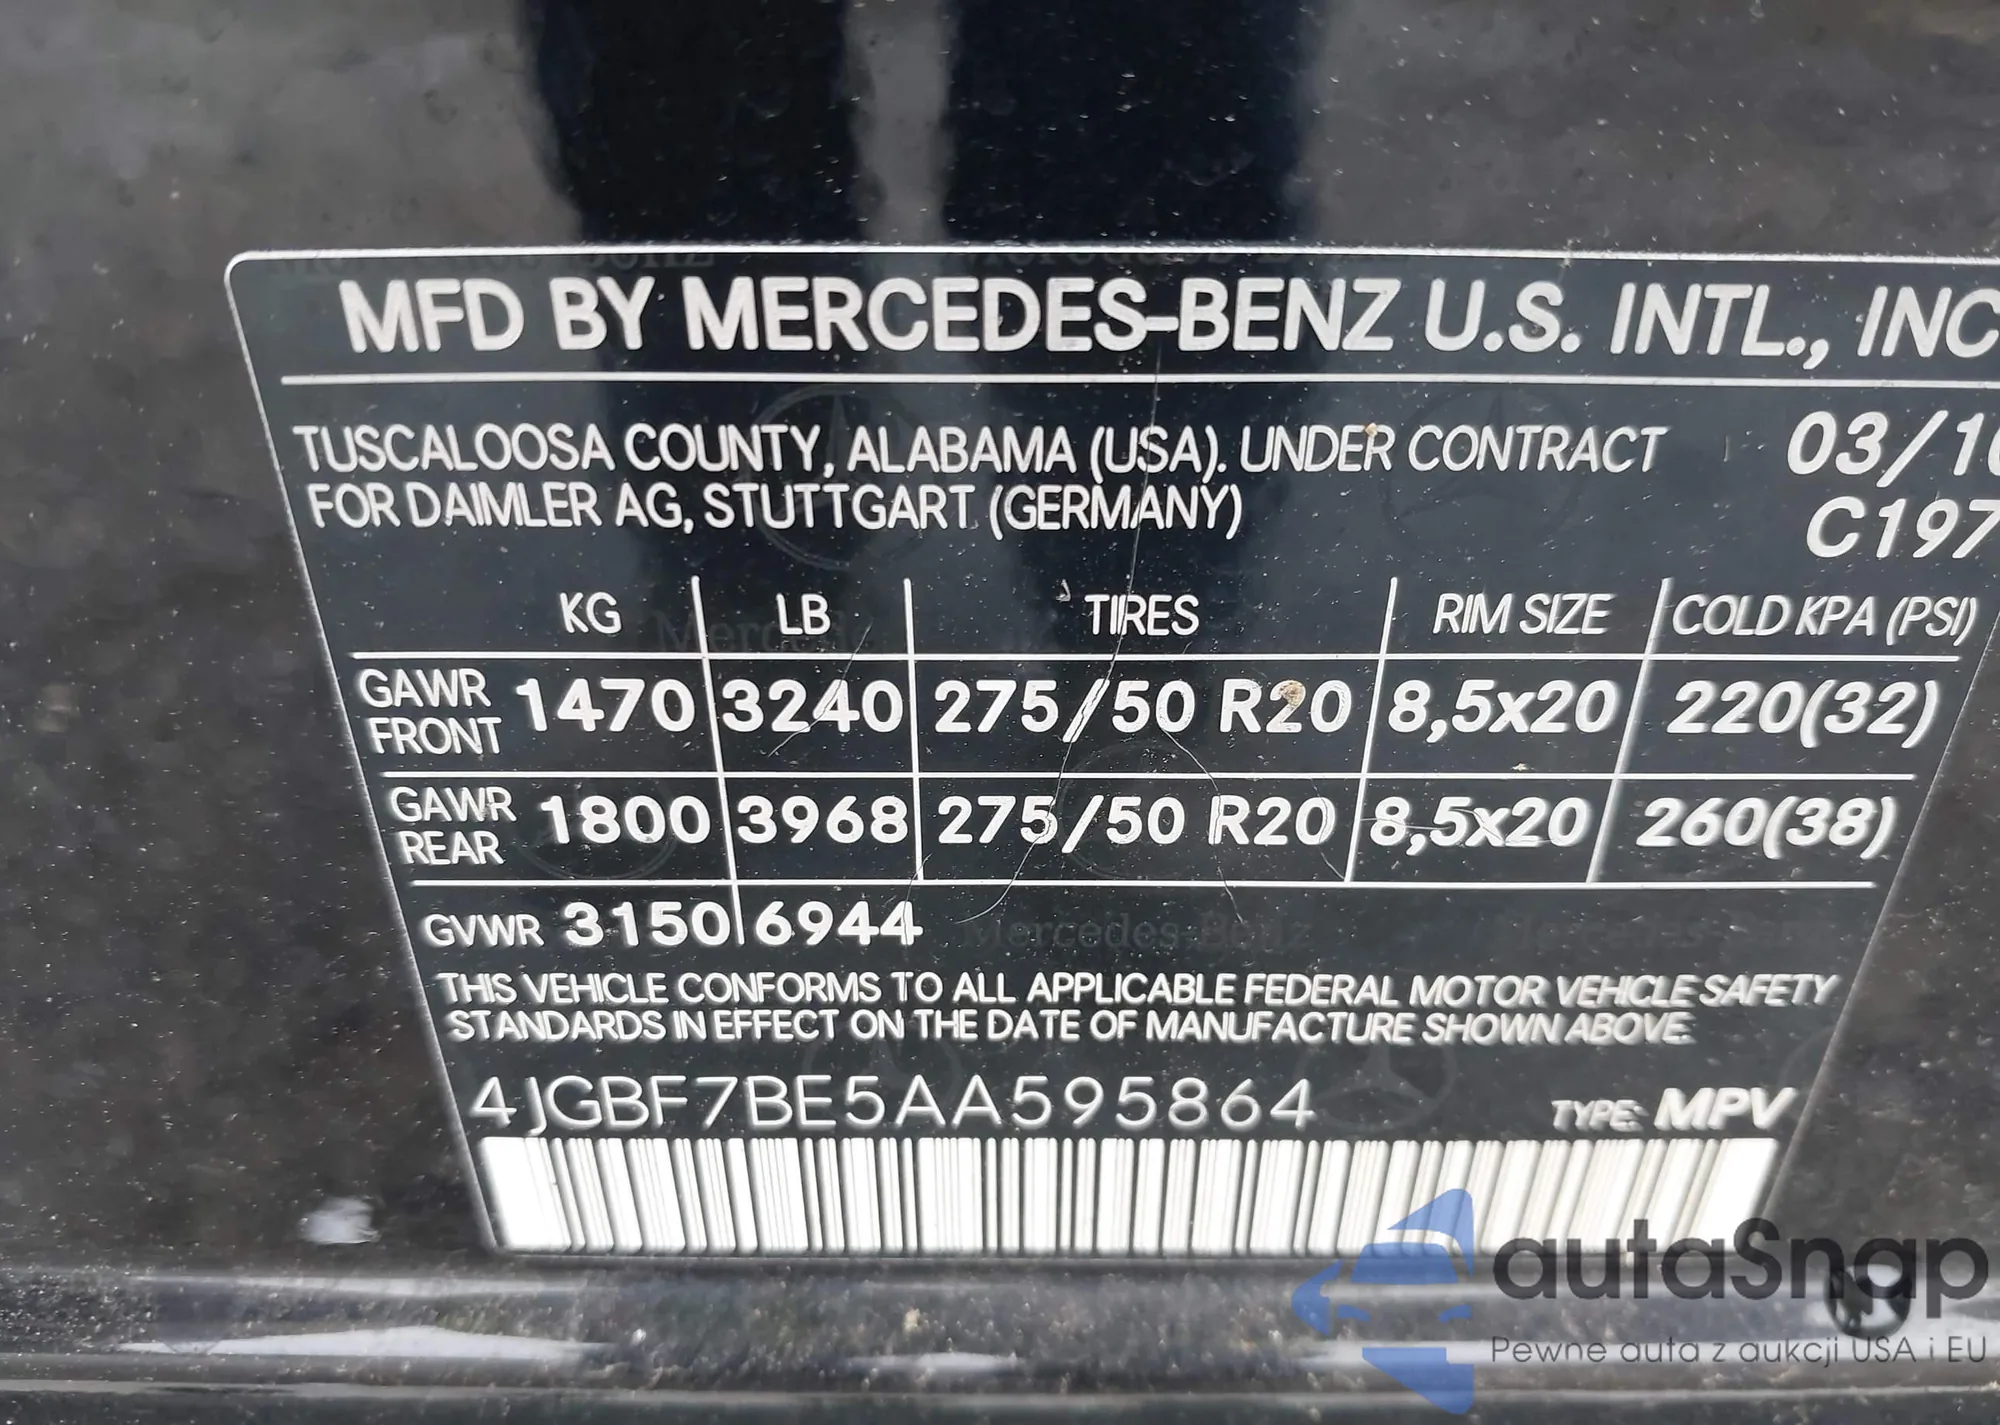 MFD BY MERCEDES-BENZ U.S. INTL., INC
TUSCALOOSA COUNTY, ALABAMA (USA). UNDER CONTRACT 03/10
FOR DAIMLER AG, STUTTGART (GERMANY) C197
KG LB TIRES RIM SIZE COLD KPA (PSI)
GAWR FRONT 1470 3240 275/50 R20 8,5x20 220(32)
GAWR REAR 1800 3968 275/50 R20 8,5x20 260(38)
GVWR 3150 6944
THIS VEHICLE CONFORMS TO ALL APPLICABLE FEDERAL MOTOR VEHICLE SAFETY
STANDARDS IN EFFECT ON THE DATE OF MANUFACTURE SHOWN ABOVE.
4JGBF7BE5AA595864 TYPE: MPV
autaSnap
Pewne auta z aukcji USA i EU